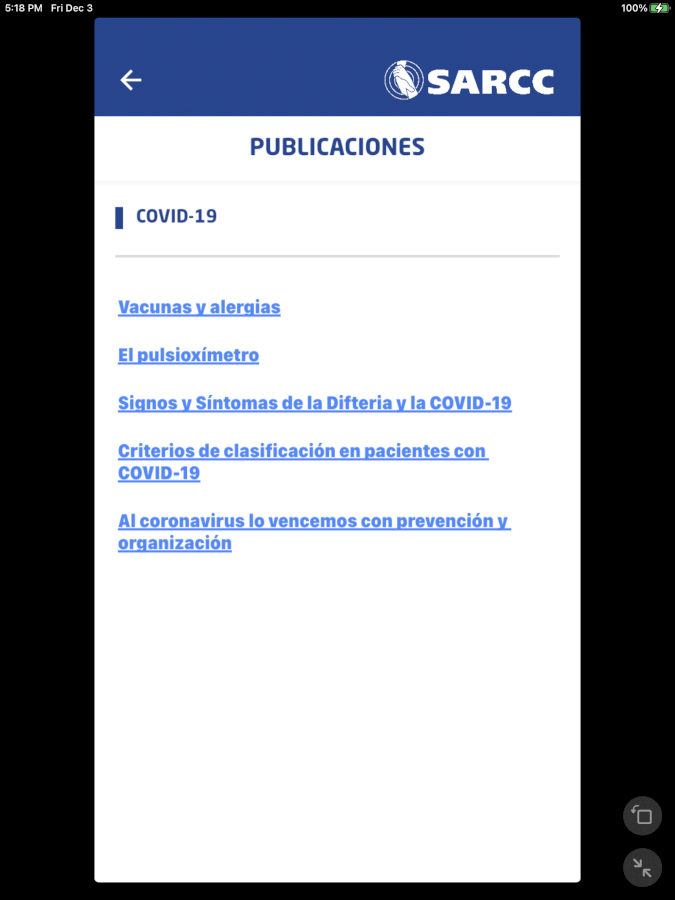 5:18 PM Fri Dec 3
100%
SARCC
PUBLICACIONES
COVID-19
Vacunas y alergias
El pulsioxímetro
Signos y Síntomas de la Difteria y la COVID-19
Criterios de clasificación en pacientes con
COVID-19
Al coronavirus lo vencemos con prevención y
organización